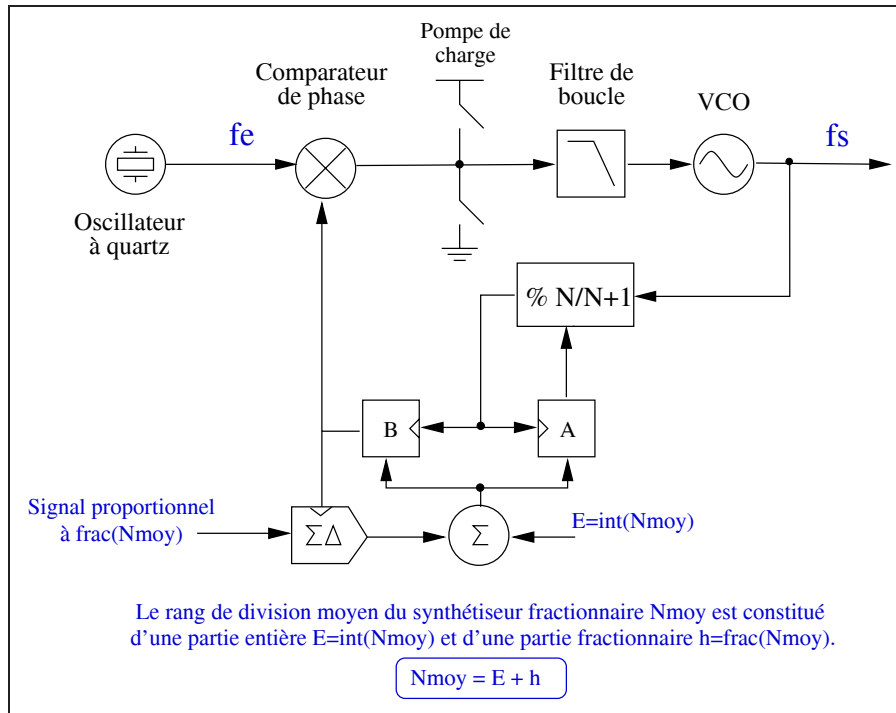 Pompe de
charge
Comparateur
de phase
Filtre de
boucle
VCO
fe
fs
Oscillateur
à quartz
% N/N+1
B
A
Signal proportionnel
à frac(Nmoy)
ΣΔ
Σ
E=int(Nmoy)
Le rang de division moyen du synthétiseur fractionnaire Nmoy est constitué
d'une partie entière E=int(Nmoy) et d'une partie fractionnaire h=frac(Nmoy).
Nmoy = E + h